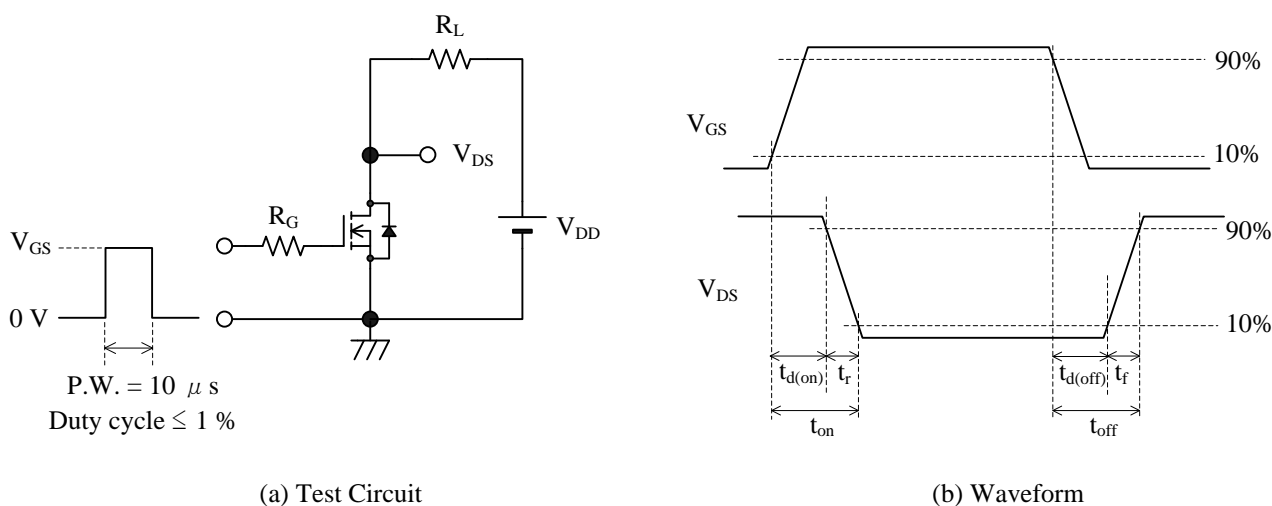 R_L
V_DS
R_G
V_DD
V_GS
0 V
P.W. = 10 μ s
Duty cycle ≤ 1 %
(a) Test Circuit
90%
V_GS
10%
90%
V_DS
10%
t_d(on) t_r t_d(off) t_f
t_on t_off
(b) Waveform